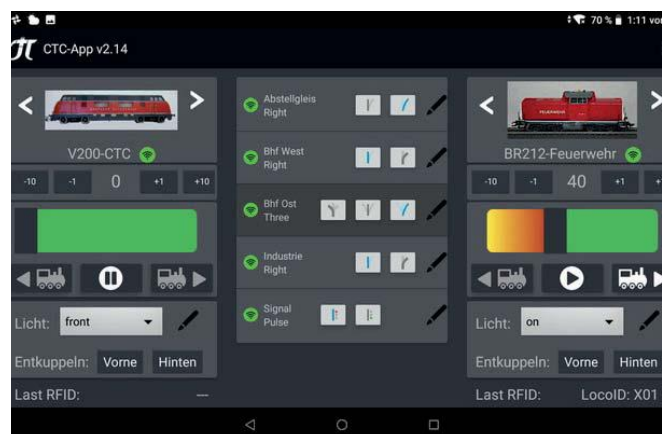 70 % 1:11 vor
CTC-App v2.14
V200-CTC
-10 -1 0 +1 +10
Licht: front
Entkuppeln: Vorne Hinten
Last RFID: ---
Abstellgleis
Right
Bhf West
Right
Bhf Ost
Three
Industrie
Right
Signal
Pulse
BR212-Feuerwehr
-10 -1 40 +1 +
Licht: on
Entkuppeln: Vorne Hinten
Last RFID: LocoID: X01